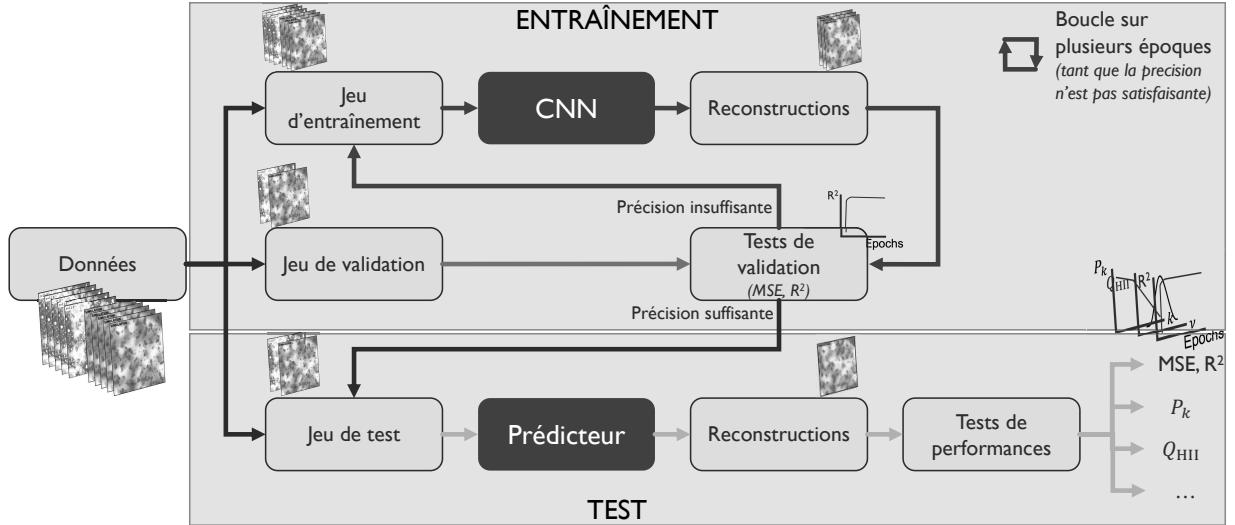 ENTRAÎNEMENT
Boucle sur
plusieurs époques
(tant que la precision
n'est pas satisfaisante)
Jeu
d'entraînement
CNN
Reconstructions
Précision insuffisante
R²
Epochs
Données
Jeu de validation
Tests de
validation
(MSE, R²)
Précision suffisante
P_k
Q_HII
R²
k
ν
Epochs
Jeu de test
Prédicteur
Reconstructions
Tests de
performances
MSE, R²
P_k
Q_HII
...
TEST